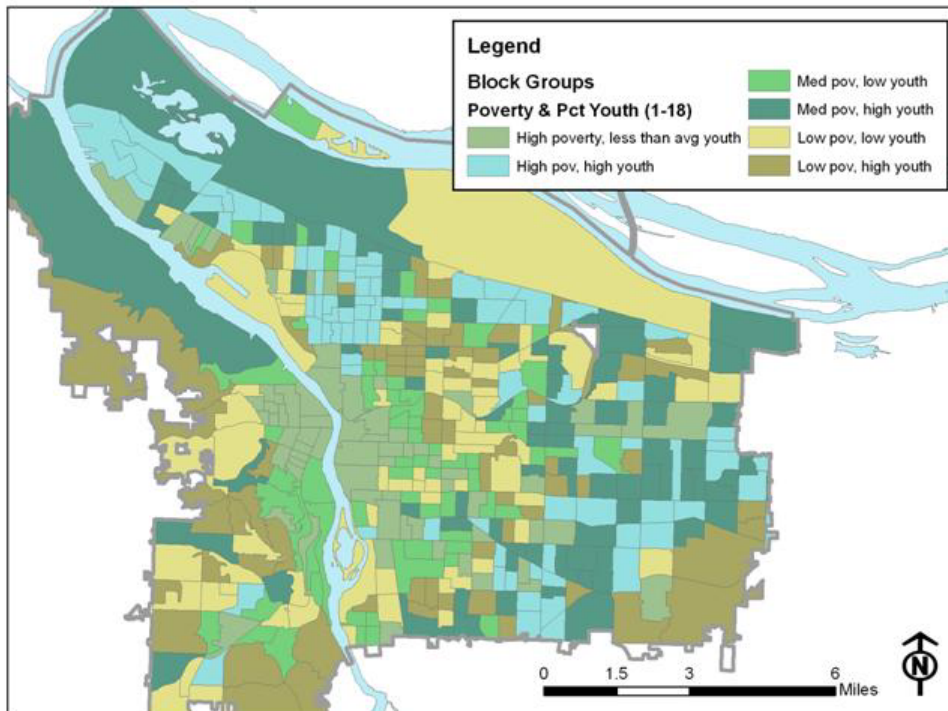 Legend
Block Groups
Poverty & Pct Youth (1-18)
High poverty, less than avg youth
High pov, high youth
Med pov, low youth
Med pov, high youth
Low pov, low youth
Low pov, high youth
0 1.5 3 6
Miles
N